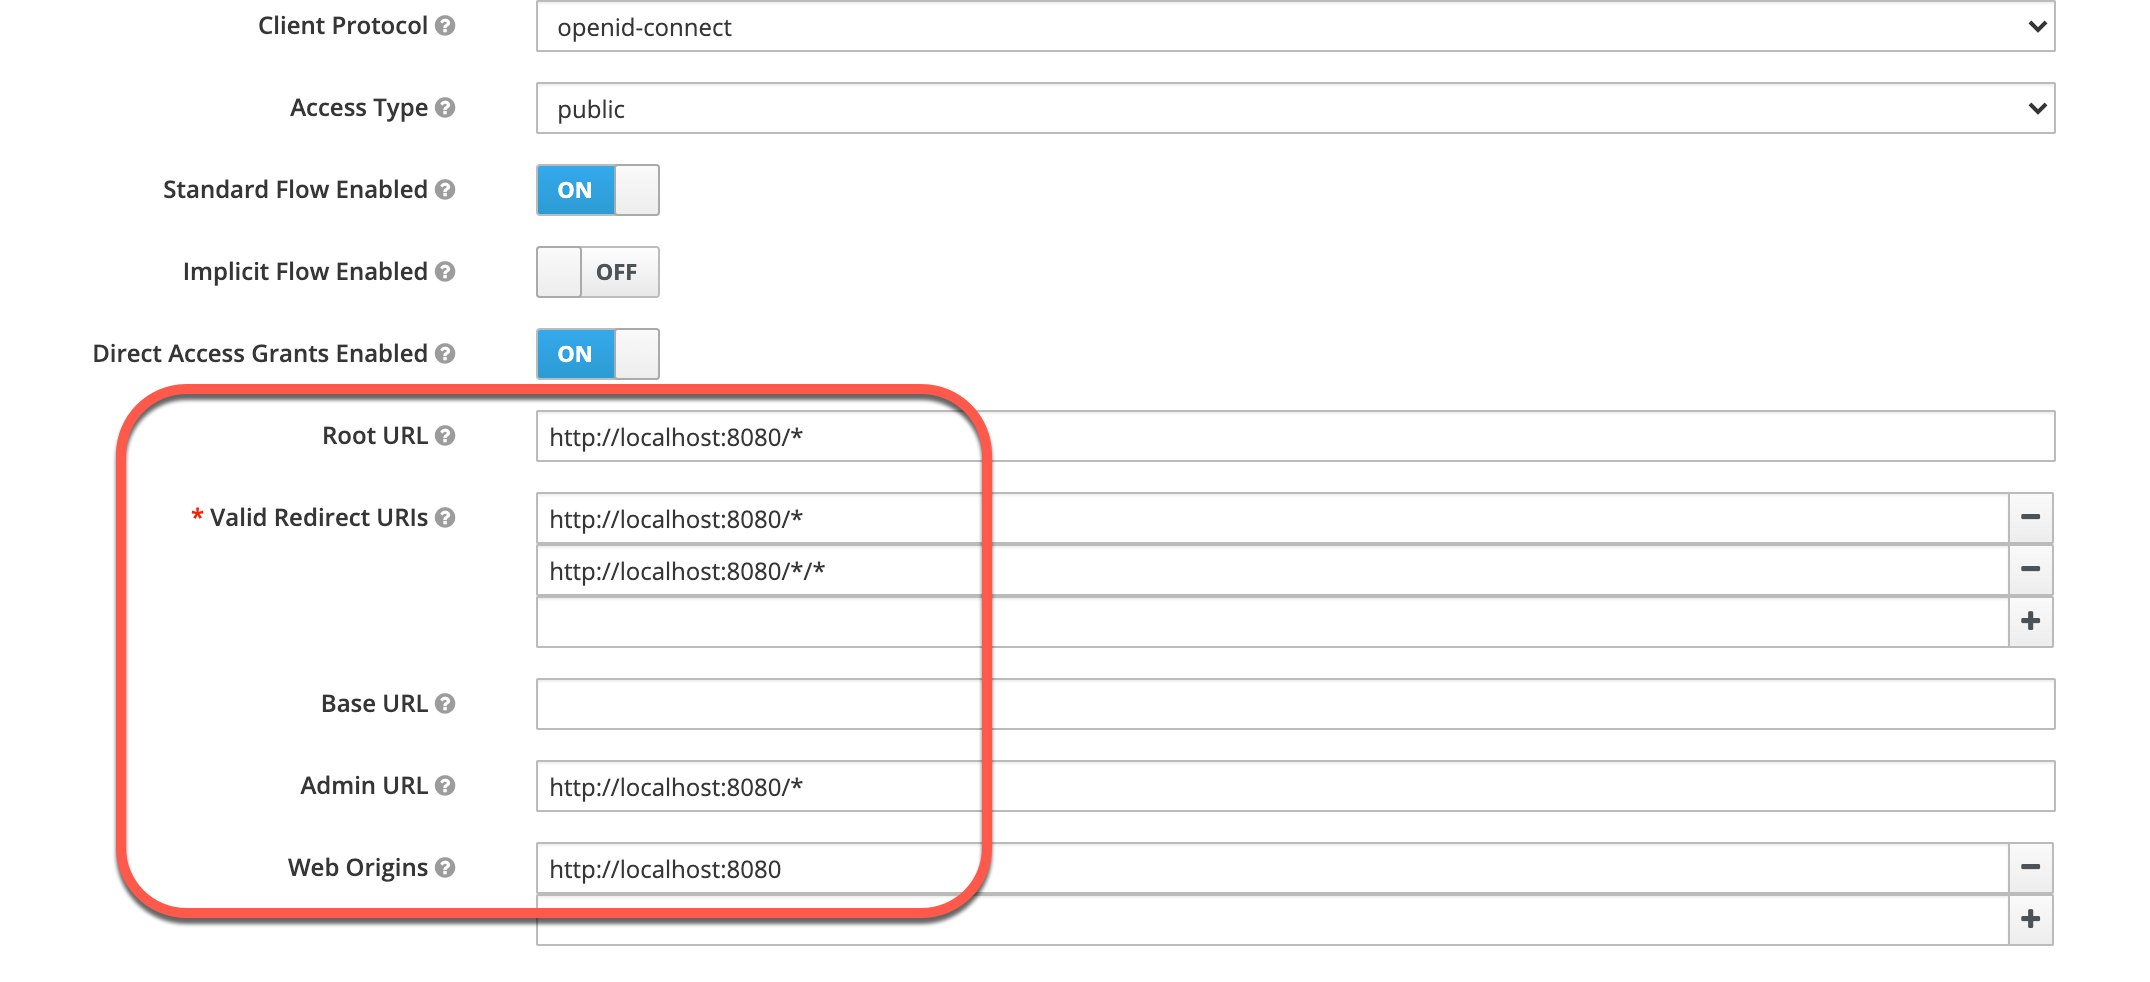 Client Protocol ? openid-connect
Access Type ? public
Standard Flow Enabled ? ON
Implicit Flow Enabled ? OFF
Direct Access Grants Enabled ? ON
Root URL ? http://localhost:8080/*
* Valid Redirect URIs ? http://localhost:8080/*
http://localhost:8080/*/*
Base URL ?
Admin URL ? http://localhost:8080/*
Web Origins ? http://localhost:8080